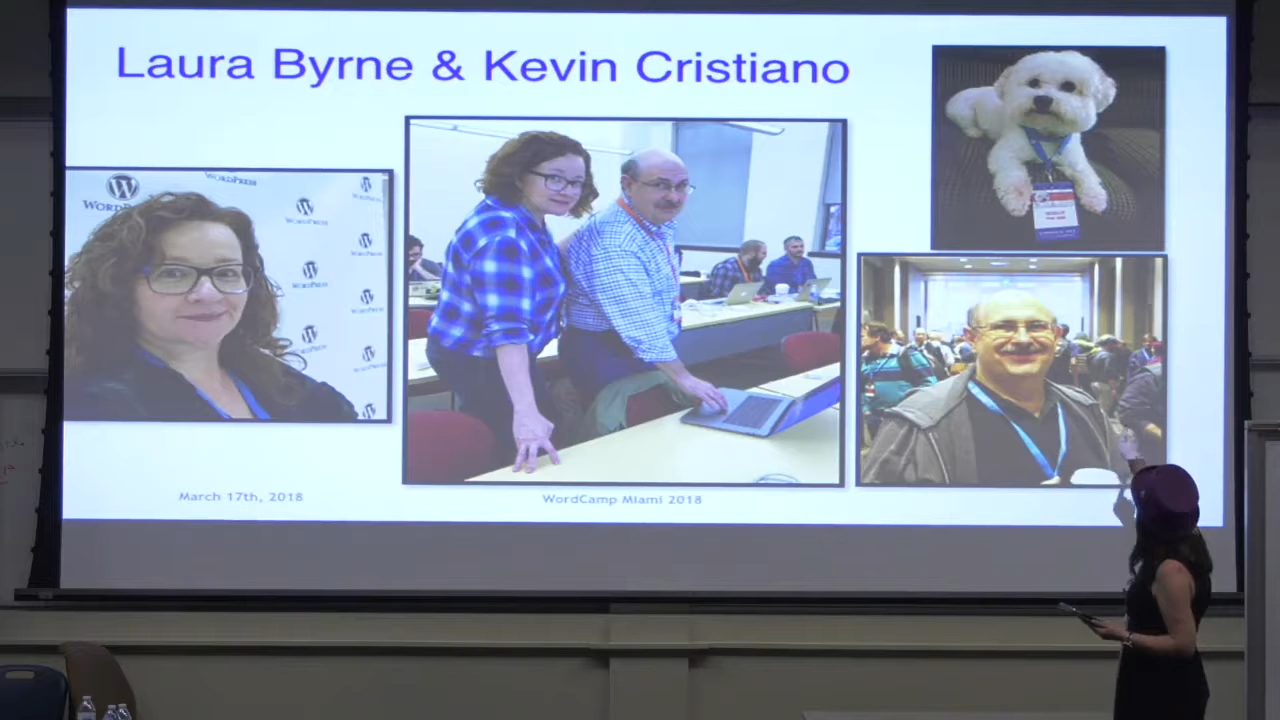 Laura Byrne & Kevin Cristiano
WORDPRESS
March 17th, 2018
WordCamp Miami 2018